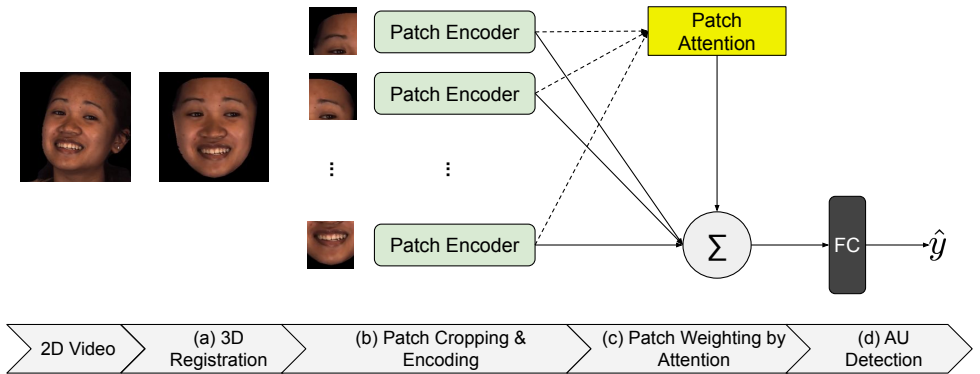 Patch Encoder
Patch
Attention
Patch Encoder
...
...
Patch Encoder
Σ
FC
ŷ
2D Video
(a) 3D
Registration
(b) Patch Cropping &
Encoding
(c) Patch Weighting by
Attention
(d) AU
Detection